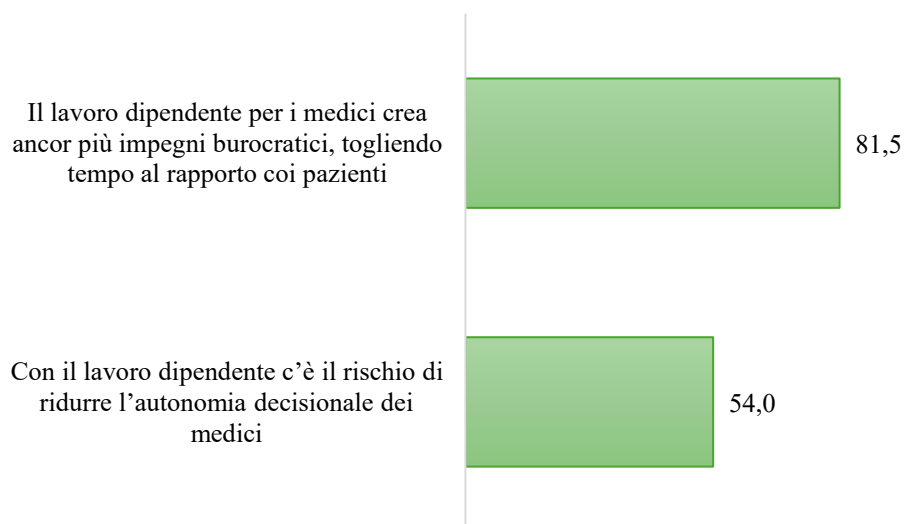 Il lavoro dipendente per i medici crea
ancor più impegni burocratici, togliendo
tempo al rapporto coi pazienti
81,5
Con il lavoro dipendente c’è il rischio di
ridurre l’autonomia decisionale dei
medici
54,0